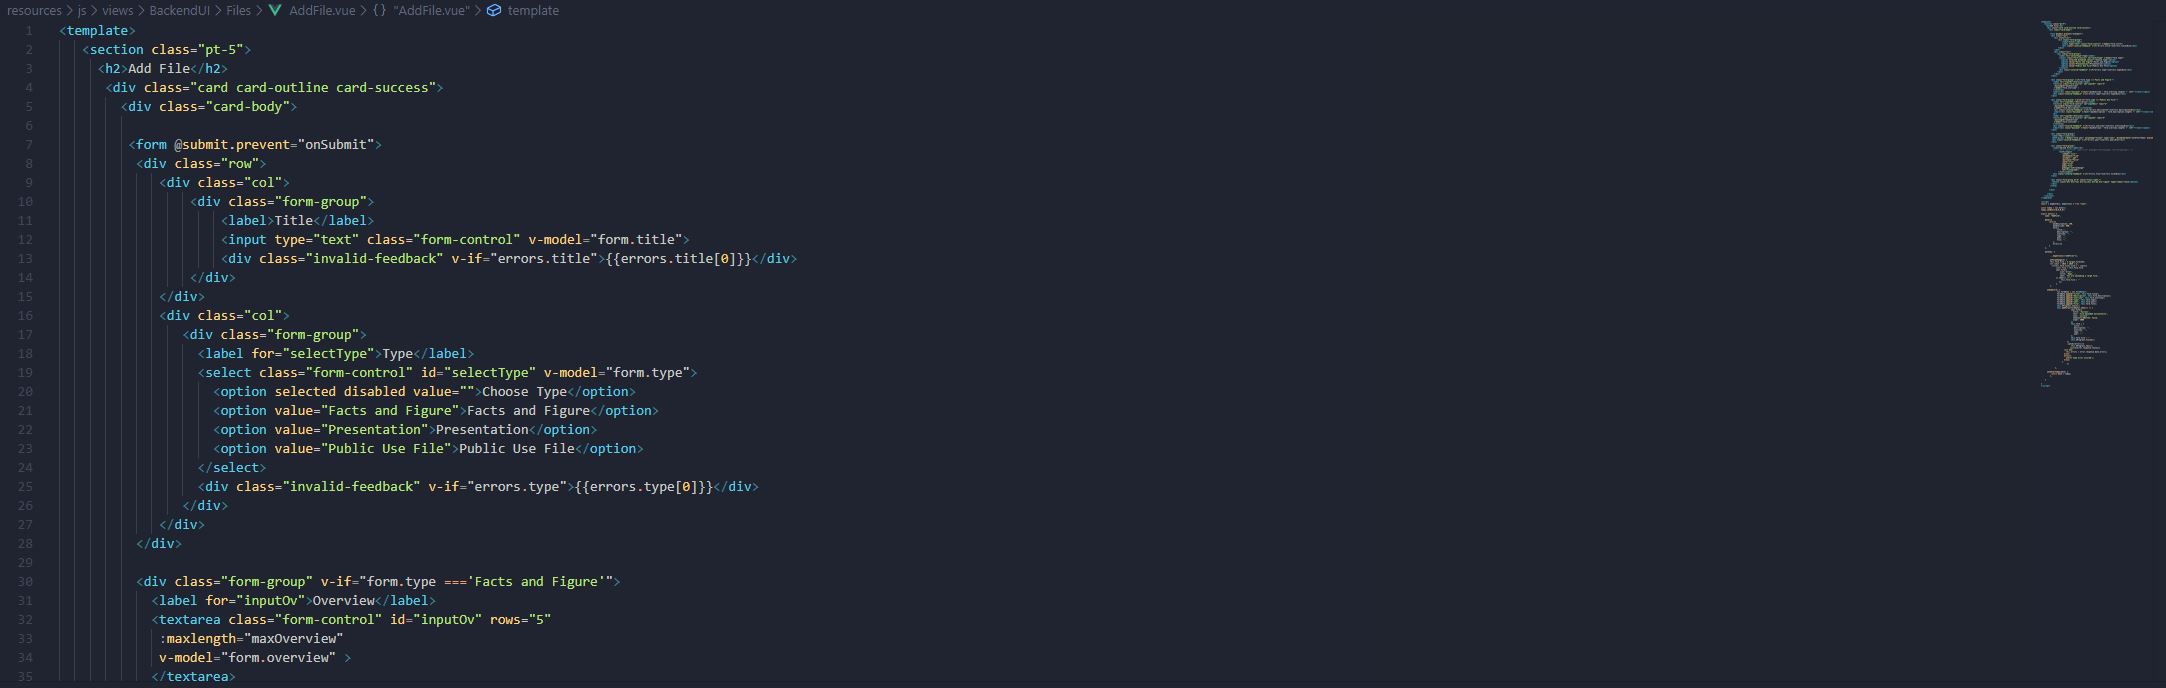 resources > js > views > BackendUI > Files > AddFile.vue > {} "AddFile.vue" > template
1 <template>
2 <section class="pt-5">
3 <h2>Add File</h2>
4 <div class="card card-outline card-success">
5 <div class="card-body">
6
7 <form @submit.prevent="onSubmit">
8 <div class="row">
9 <div class="col">
10 <div class="form-group">
11 <label>Title</label>
12 <input type="text" class="form-control" v-model="form.title">
13 <div class="invalid-feedback" v-if="errors.title">{{errors.title[0]}}</div>
14 </div>
15 </div>
16 <div class="col">
17 <div class="form-group">
18 <label for="selectType">Type</label>
19 <select class="form-control" id="selectType" v-model="form.type">
20 <option selected disabled value="">Choose Type</option>
21 <option value="Facts and Figure">Facts and Figure</option>
22 <option value="Presentation">Presentation</option>
23 <option value="Public Use File">Public Use File</option>
24 </select>
25 <div class="invalid-feedback" v-if="errors.type">{{errors.type[0]}}</div>
26 </div>
27 </div>
28 </div>
29
30 <div class="form-group" v-if="form.type ==='Facts and Figure'">
31 <label for="inputOv">Overview</label>
32 <textarea class="form-control" id="inputOv" rows="5"
33 :maxlength="maxOverview"
34 v-model="form.overview" >
35 </textarea>